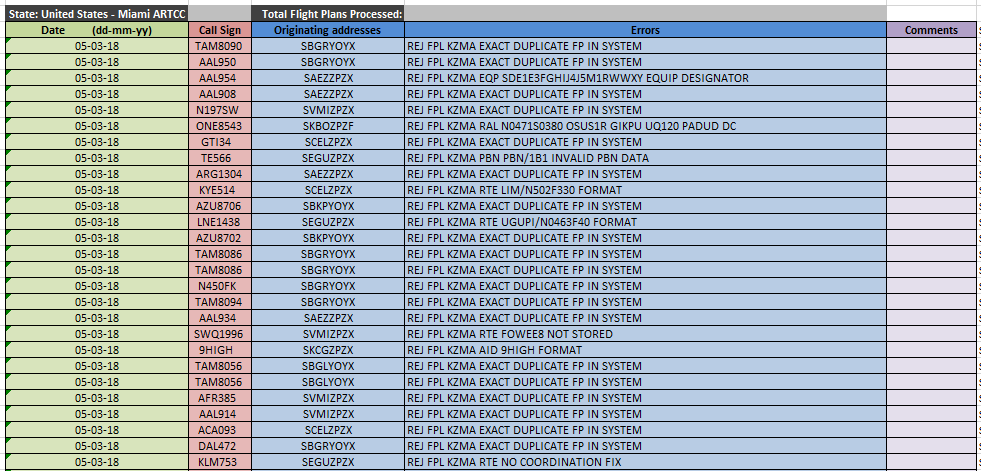 State: United States - Miami ARTCC Total Flight Plans Processed:
Date (dd-mm-yy) Call Sign Originating addresses Errors Comments
05-03-18 TAM8090 SBGRYOYX REJ FPL KZMA EXACT DUPLICATE FP IN SYSTEM
05-03-18 AAL950 SBGRYOYX REJ FPL KZMA EXACT DUPLICATE FP IN SYSTEM
05-03-18 AAL954 SAEZZPZX REJ FPL KZMA EQP SDE1E3FGHIJ4J5M1RWWXY EQUIP DESIGNATOR
05-03-18 AAL908 SAEZZPZX REJ FPL KZMA EXACT DUPLICATE FP IN SYSTEM
05-03-18 N197SW SVMIZPZX REJ FPL KZMA EXACT DUPLICATE FP IN SYSTEM
05-03-18 ONE8543 SKBOZPZF REJ FPL KZMA RAL N0471S0380 OSUS1R GIKPU UQ120 PADUD DC
05-03-18 GTI34 SCELZPZX REJ FPL KZMA EXACT DUPLICATE FP IN SYSTEM
05-03-18 TE566 SEGUZPZX REJ FPL KZMA PBN PBN/1B1 INVALID PBN DATA
05-03-18 ARG1304 SAEZZPZX REJ FPL KZMA EXACT DUPLICATE FP IN SYSTEM
05-03-18 KYE514 SCELZPZX REJ FPL KZMA RTE LIM/N502F330 FORMAT
05-03-18 AZU8706 SBKPYOYX REJ FPL KZMA EXACT DUPLICATE FP IN SYSTEM
05-03-18 LNE1438 SEGUZPZX REJ FPL KZMA RTE UGUPI/N0463F40 FORMAT
05-03-18 AZU8702 SBKPYOYX REJ FPL KZMA EXACT DUPLICATE FP IN SYSTEM
05-03-18 TAM8086 SBGRYOYX REJ FPL KZMA EXACT DUPLICATE FP IN SYSTEM
05-03-18 TAM8086 SBGRYOYX REJ FPL KZMA EXACT DUPLICATE FP IN SYSTEM
05-03-18 N450FK SBGRYOYX REJ FPL KZMA EXACT DUPLICATE FP IN SYSTEM
05-03-18 TAM8094 SBGRYOYX REJ FPL KZMA EXACT DUPLICATE FP IN SYSTEM
05-03-18 AAL934 SAEZZPZX REJ FPL KZMA EXACT DUPLICATE FP IN SYSTEM
05-03-18 SWQ1996 SVMIZPZX REJ FPL KZMA RTE FOWEE8 NOT STORED
05-03-18 9HIGH SKCGZPZX REJ FPL KZMA AID 9HIGH FORMAT
05-03-18 TAM8056 SBGLYOYX REJ FPL KZMA EXACT DUPLICATE FP IN SYSTEM
05-03-18 TAM8056 SBGLYOYX REJ FPL KZMA EXACT DUPLICATE FP IN SYSTEM
05-03-18 AFR385 SVMIZPZX REJ FPL KZMA EXACT DUPLICATE FP IN SYSTEM
05-03-18 AAL914 SVMIZPZX REJ FPL KZMA EXACT DUPLICATE FP IN SYSTEM
05-03-18 ACA093 SCELZPZX REJ FPL KZMA EXACT DUPLICATE FP IN SYSTEM
05-03-18 DAL472 SBGRYOYX REJ FPL KZMA EXACT DUPLICATE FP IN SYSTEM
05-03-18 KLM753 SEGUZPZX REJ FPL KZMA RTE NO COORDINATION FIX